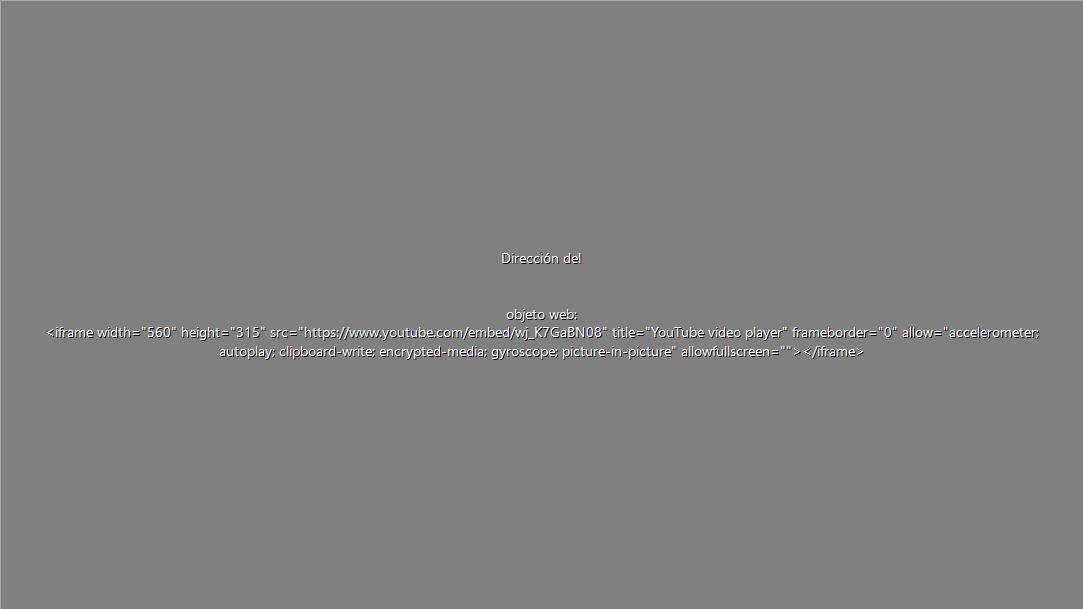 Dirección del
objeto web:
<iframe width="560" height="315" src="https://www.youtube.com/embed/wj_K7GaBN08" title="YouTube video player" frameborder="0" allow="accelerometer;
autoplay; clipboard-write; encrypted-media; gyroscope; picture-in-picture" allowfullscreen=""></iframe>